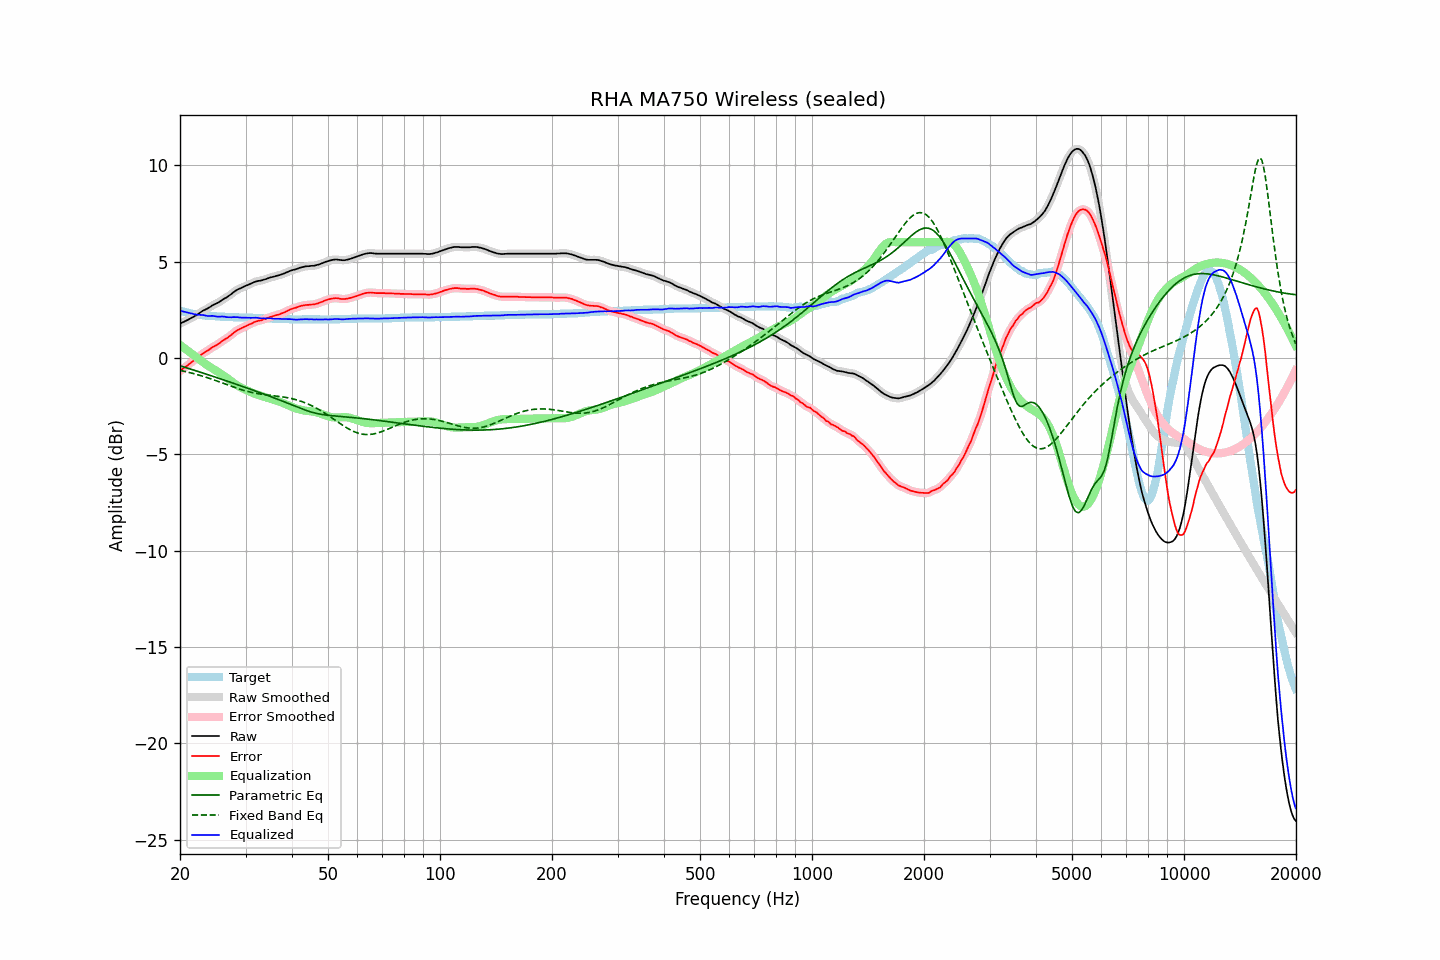 RHA MA750 Wireless (sealed)
Amplitude (dBr)
10
5
0
−5
−10
−15
−20
−25
Target
Raw Smoothed
Error Smoothed
Raw
Error
Equalization
Parametric Eq
Fixed Band Eq
Equalized
20 50 100 200 500 1000 2000 5000 10000 20000
Frequency (Hz)